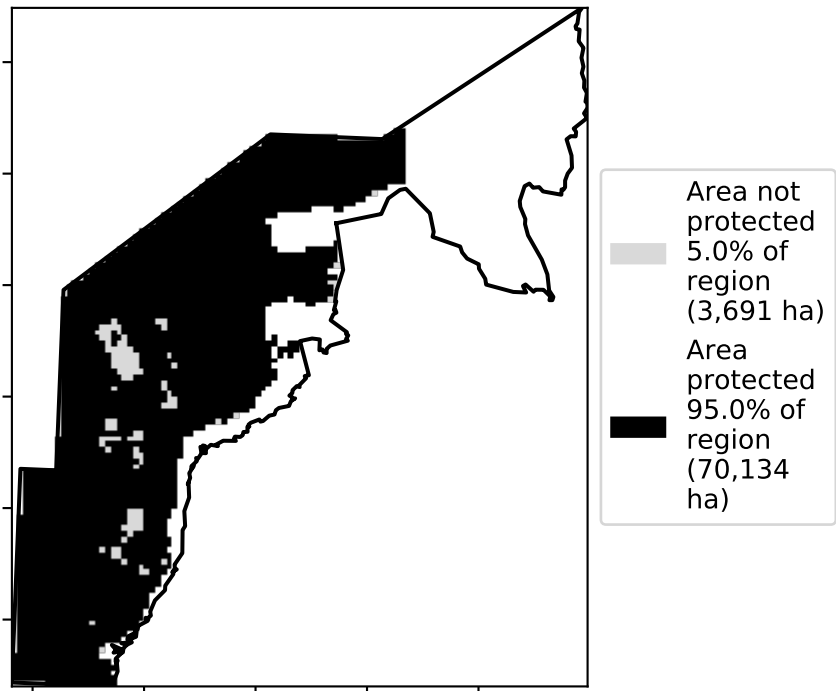 Area not
protected
5.0% of
region
(3,691 ha)
Area
protected
95.0% of
region
(70,134
ha)